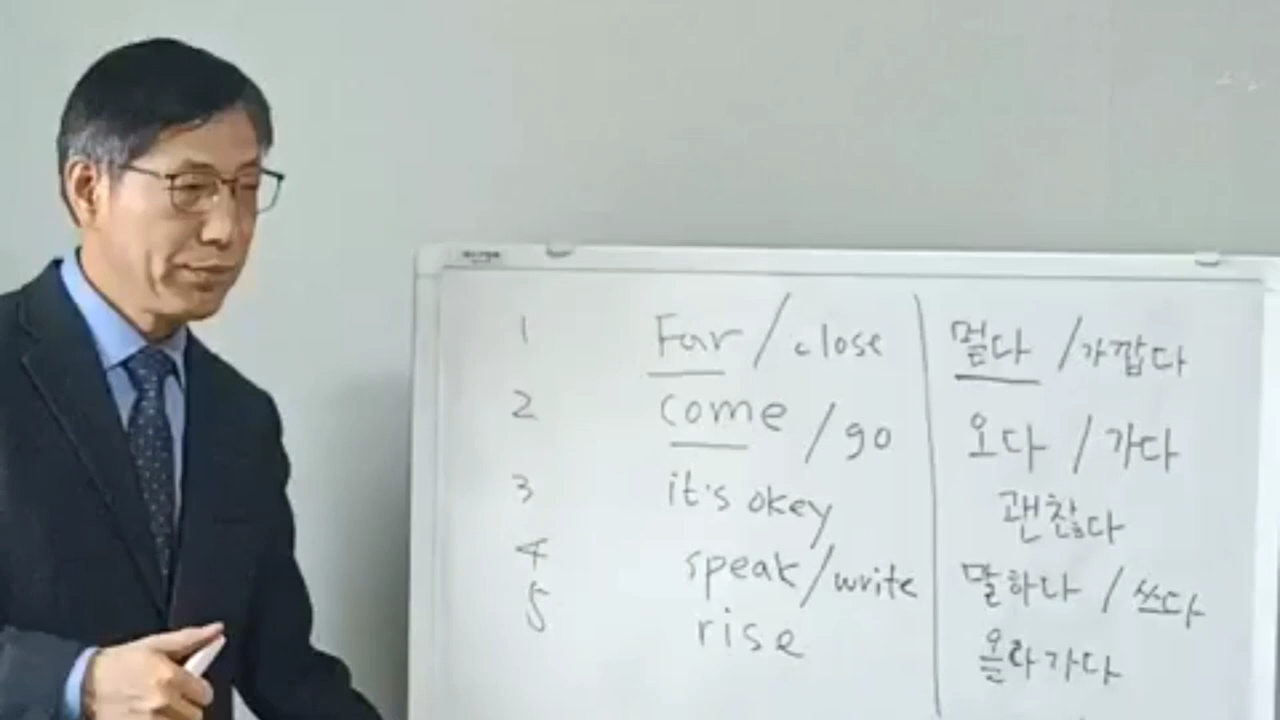 1 Far / close 멀다 / 가깝다
2 come / go 오다 / 가다
3 it's okey 괜찮다
4 speak / write 말하다 / 쓰다
5 rise 올라가다